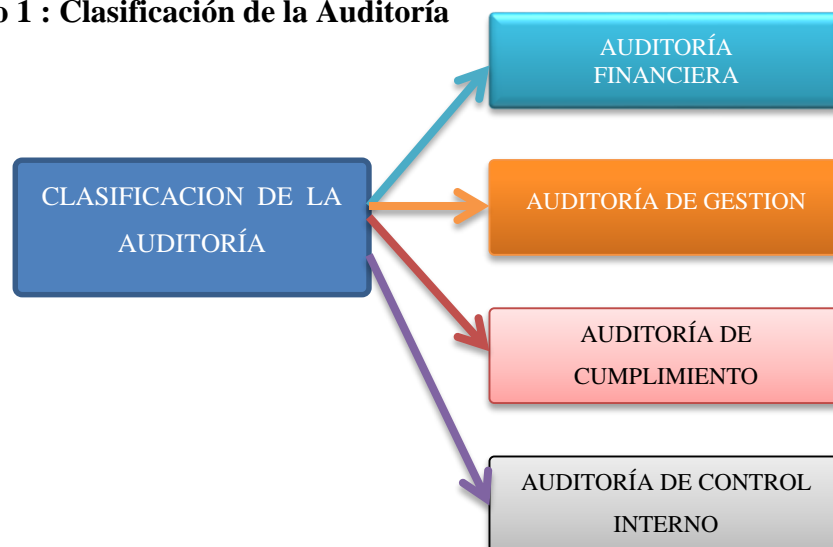 o 1 : Clasificación de la Auditoría
AUDITORÍA
FINANCIERA
CLASIFICACION DE LA
AUDITORÍA
AUDITORÍA DE GESTION
AUDITORÍA DE
CUMPLIMIENTO
AUDITORÍA DE CONTROL
INTERNO